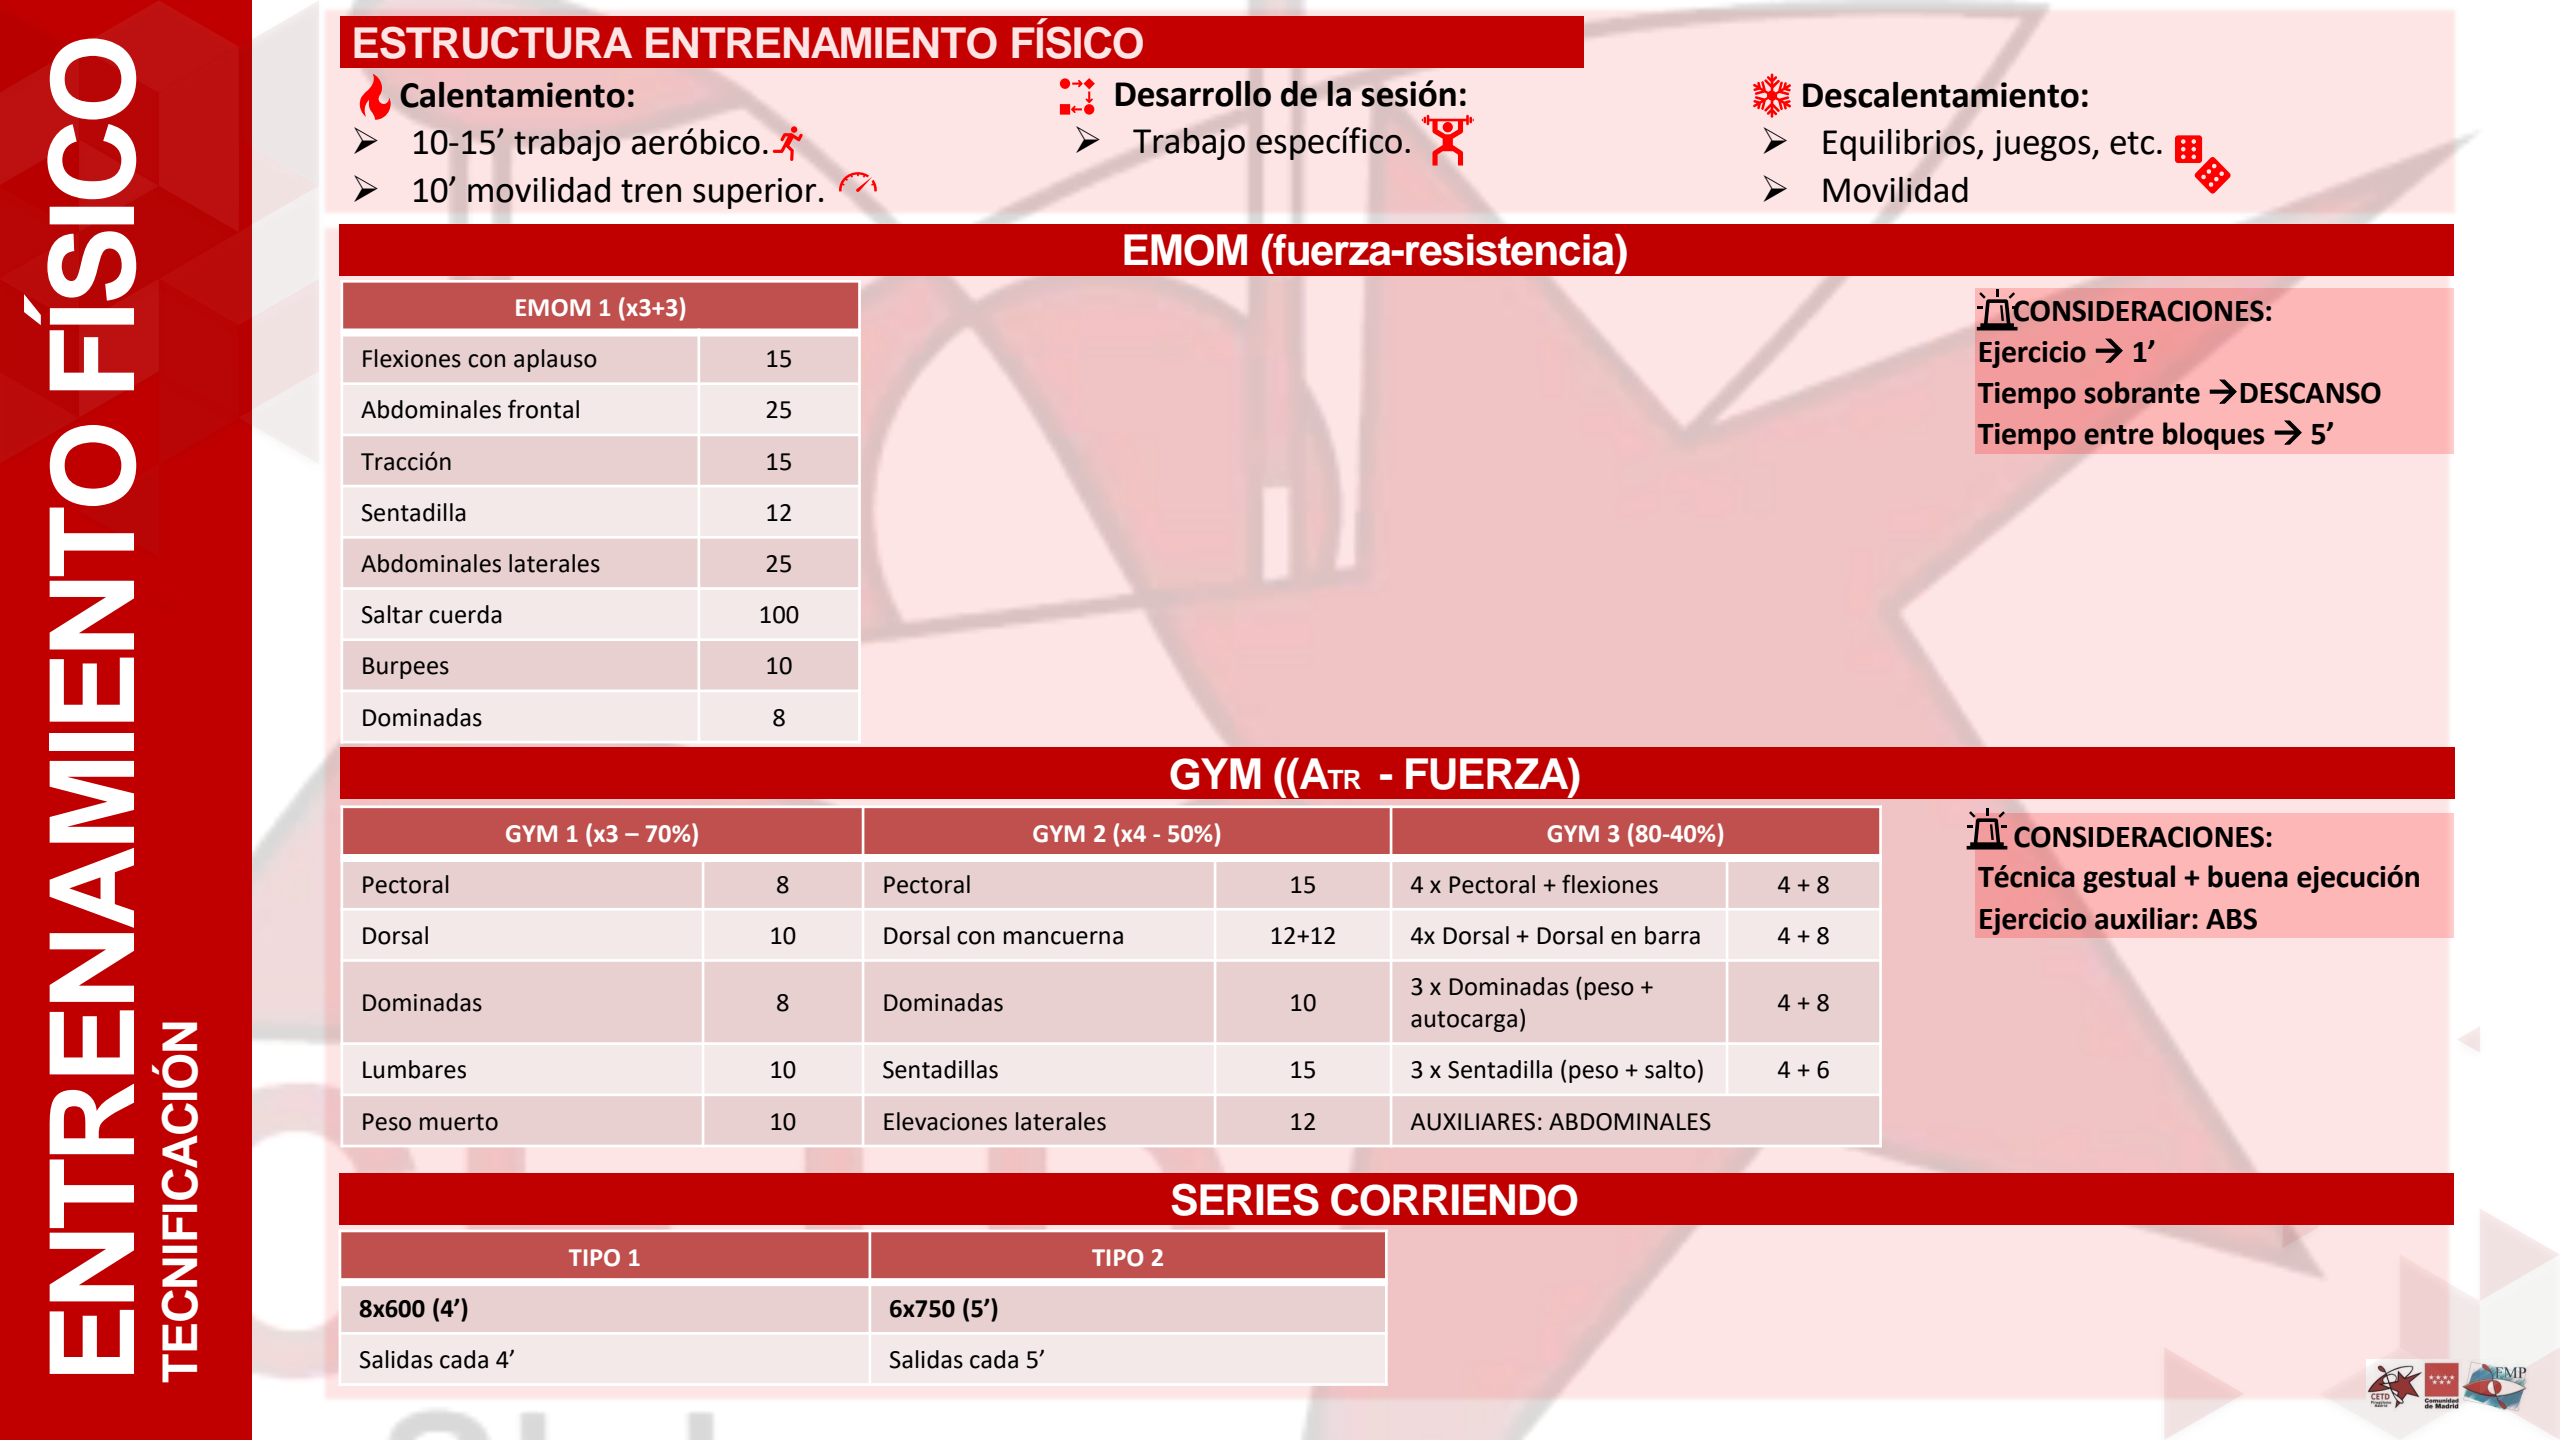 ENTRENAMIENTO FÍSICO
TECNIFICACIÓN
ESTRUCTURA ENTRENAMIENTO FÍSICO
Calentamiento:
➢ 10-15’ trabajo aeróbico.
➢ 10’ movilidad tren superior.
Desarrollo de la sesión:
➢ Trabajo específico.
Descalentamiento:
➢ Equilibrios, juegos, etc.
➢ Movilidad
EMOM (fuerza-resistencia)
EMOM 1 (x3+3)
Flexiones con aplauso 15
Abdominales frontal 25
Tracción 15
Sentadilla 12
Abdominales laterales 25
Saltar cuerda 100
Burpees 10
Dominadas 8
CONSIDERACIONES:
Ejercicio → 1’
Tiempo sobrante →DESCANSO
Tiempo entre bloques → 5’
GYM ((ATR - FUERZA)
GYM 1 (x3 – 70%) GYM 2 (x4 - 50%) GYM 3 (80-40%)
Pectoral 8 Pectoral 15 4 x Pectoral + flexiones 4 + 8
Dorsal 10 Dorsal con mancuerna 12+12 4x Dorsal + Dorsal en barra 4 + 8
Dominadas 8 Dominadas 10 3 x Dominadas (peso +
autocarga) 4 + 8
Lumbares 10 Sentadillas 15 3 x Sentadilla (peso + salto) 4 + 6
Peso muerto 10 Elevaciones laterales 12 AUXILIARES: ABDOMINALES
CONSIDERACIONES:
Técnica gestual + buena ejecución
Ejercicio auxiliar: ABS
SERIES CORRIENDO
TIPO 1 TIPO 2
8x600 (4’) 6x750 (5’)
Salidas cada 4’ Salidas cada 5’
CETD
Comunidad
de Madrid